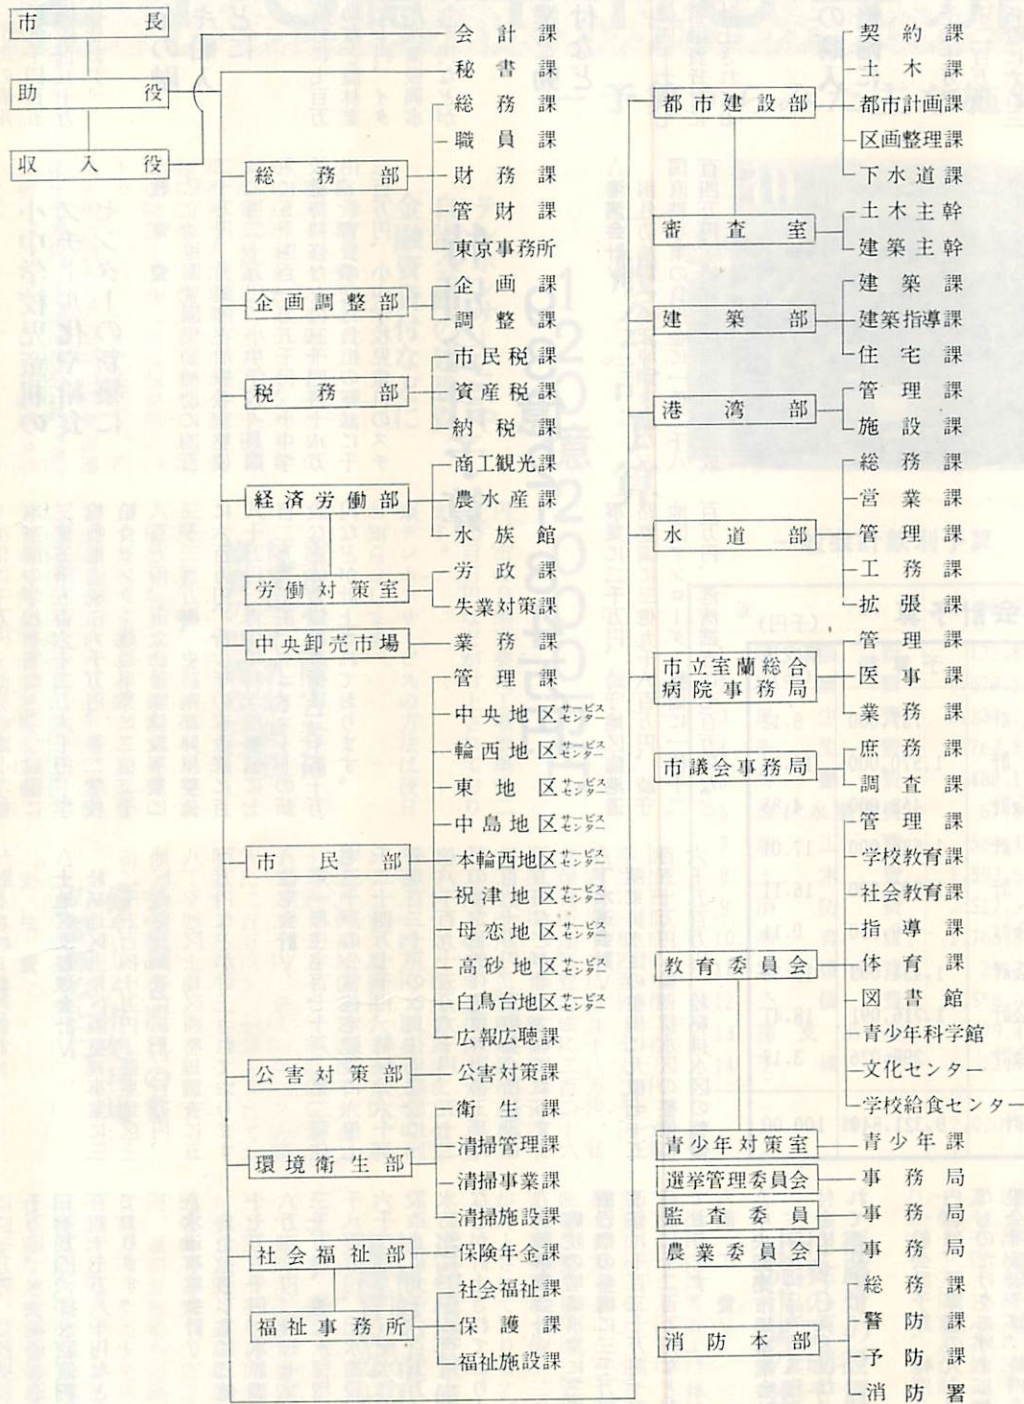 市長
助役
収入役
会計課
秘書課
総務部
総務課
職員課
財務課
管財課
東京事務所
企画調整部
企画課
調整課
税務部
市民税課
資産税課
納税課
経済労働部
商工観光課
農水産課
水族館
労働対策室
労政課
失業対策課
中央卸売市場
業務課
市民部
管理課
中央地区サービスセンター
輪西地区サービスセンター
東地区サービスセンター
中島地区サービスセンター
本輪西地区サービスセンター
祝津地区サービスセンター
母恋地区サービスセンター
高砂地区サービスセンター
白鳥台地区サービスセンター
広報広聴課
公害対策部
公害対策課
環境衛生部
衛生課
清掃管理課
清掃事業課
清掃施設課
社会福祉部
保険年金課
福祉事務所
社会福祉課
保護課
福祉施設課
都市建設部
契約課
土木課
都市計画課
区画整理課
下水道課
審査室
土木主幹
建築主幹
建築部
建築課
建築指導課
住宅課
港湾部
管理課
施設課
水道部
総務課
営業課
管理課
工務課
拡張課
市立室蘭総合
病院事務局
管理課
医事課
業務課
市議会事務局
庶務課
調査課
教育委員会
管理課
学校教育課
社会教育課
指導課
体育課
図書館
青少年科学館
文化センター
学校給食センター
青少年対策室
青少年課
選挙管理委員会
事務局
監査委員
事務局
農業委員会
事務局
消防本部
総務課
警防課
予防課
消防署